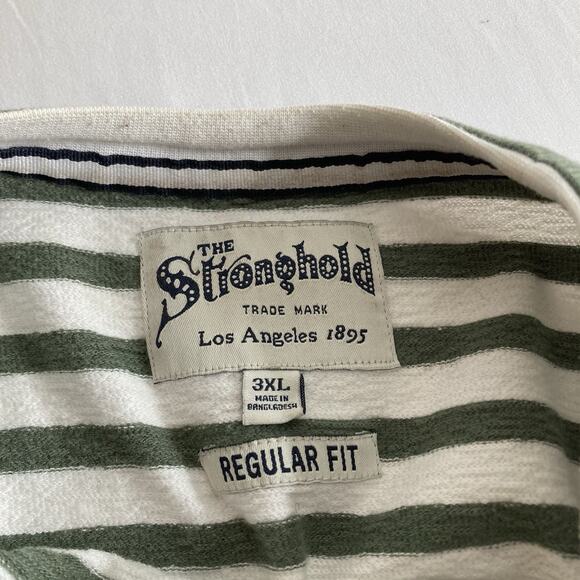 THE
Stronghold
TRADE MARK
Los Angeles 1895
3XL
MADE IN
BANGLADESH
REGULAR FIT